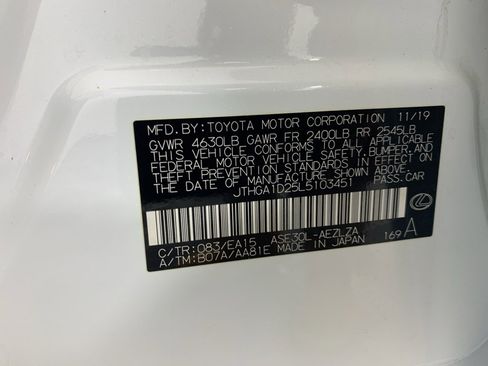 MFD.BY:TOYOTA MOTOR CORPORATION 11/19
GVWR 4630LB GAWR FR 2400LB RR 2545LB
THIS VEHICLE CONFORMS TO ALL APPLICABLE
FEDERAL MOTOR VEHICLE SAFETY, BUMPER, AND
THEFT PREVENTION STANDARDS IN EFFECT ON
THE DATE OF MANUFACTURE SHOWN ABOVE.
JTHGA1D25L5103451 PASS.CAR
C/TR:083/EA15 ASE30L-AEZLZA
A/TM:B07A/AA81E MADE IN JAPAN 169 A